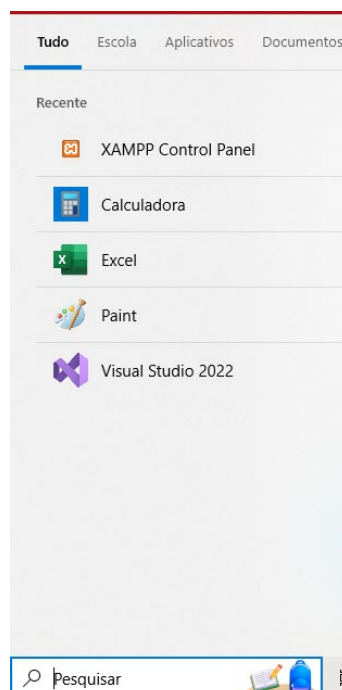 Tudo Escola Aplicativos Documentos
Recente
XAMPP Control Panel
Calculadora
Excel
Paint
Visual Studio 2022
Pesquisar